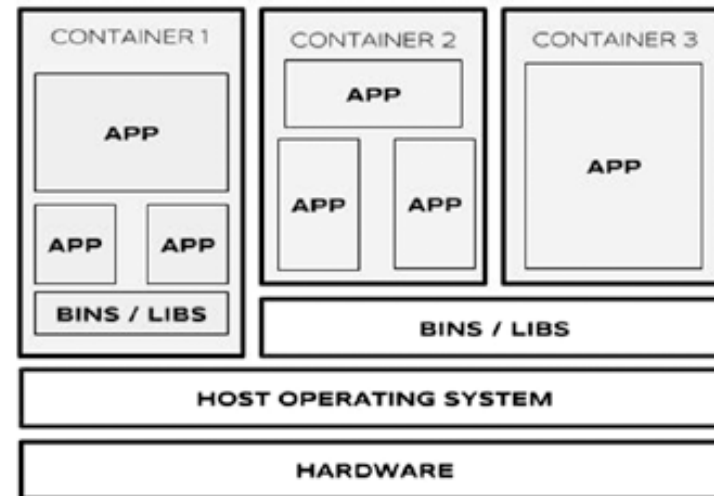 CONTAINER 1
APP
APP APP
BINS / LIBS
CONTAINER 2
APP
APP APP
CONTAINER 3
APP
BINS / LIBS
HOST OPERATING SYSTEM
HARDWARE